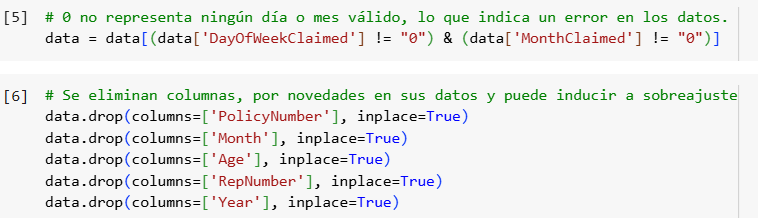 [5] # 0 no representa ningún día o mes válido, lo que indica un error en los datos.
data = data[(data['DayOfWeekClaimed'] != "0") & (data['MonthClaimed'] != "0")]
[6] # Se eliminan columnas, por novedades en sus datos y puede inducir a sobreajuste
data.drop(columns=['PolicyNumber'], inplace=True)
data.drop(columns=['Month'], inplace=True)
data.drop(columns=['Age'], inplace=True)
data.drop(columns=['RepNumber'], inplace=True)
data.drop(columns=['Year'], inplace=True)